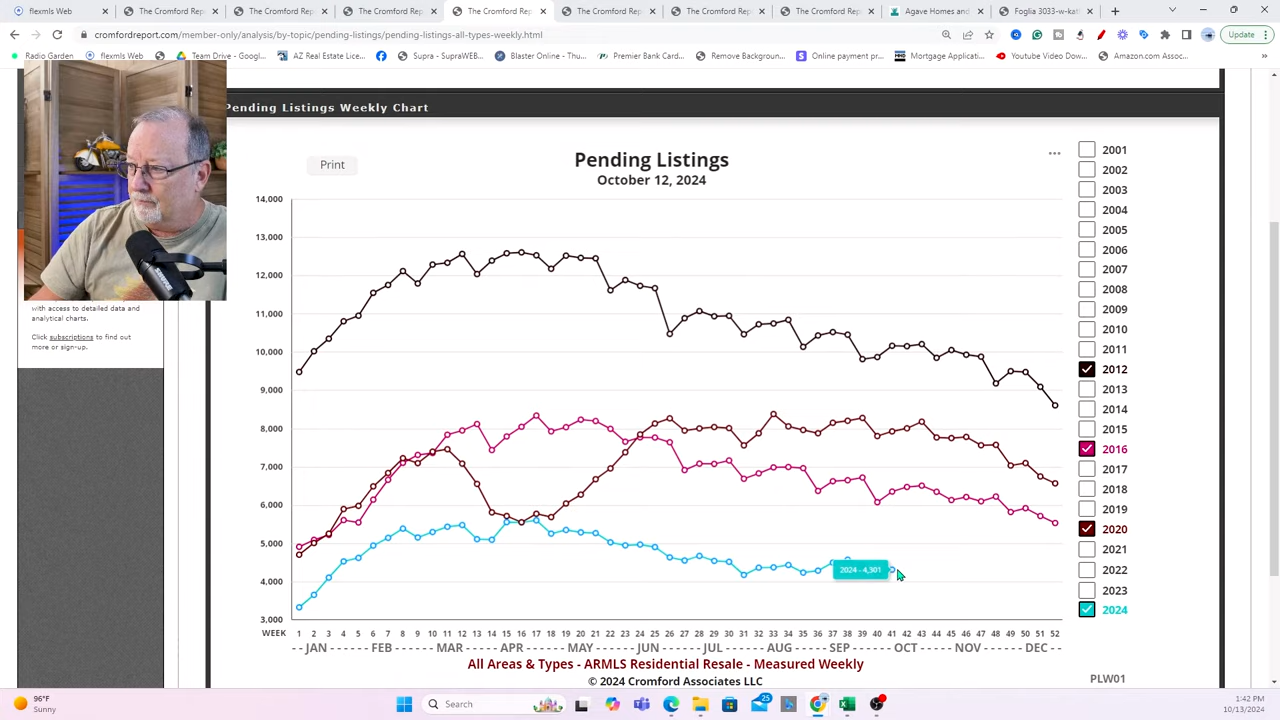 flexmls Web
The Cromford Rep
The Cromford Rep
The Cromford Rep
The Cromford Rep
The Cromford Rep
The Cromford Rep
The Cromford Rep
Agave Homes and
Foglia 3033-w-kat
cromfordreport.com/member-only/analysis/by-topic/pending-listings/pending-listings-all-types-weekly.html
Update
Radio Garden
flexmls Web
Team Drive - Googl...
AZ Real Estate Lice...
Supra - SupraWEB...
Blaster Online - Thu...
Premier Bank Card...
Remove Backgroun...
Online payment pr...
Mortgage Applicati...
Youtube Video Dow...
Amazon.com Assoc...
Pending Listings Weekly Chart
Print
Pending Listings
October 12, 2024
14,000
13,000
12,000
11,000
10,000
9,000
8,000
7,000
6,000
5,000
4,000
3,000
2024 - 4,301
WEEK 1 2 3 4 5 6 7 8 9 10 11 12 13 14 15 16 17 18 19 20 21 22 23 24 25 26 27 28 29 30 31 32 33 34 35 36 37 38 39 40 41 42 43 44 45 46 47 48 49 50 51 52
- - JAN - - - - - FEB - - - - - MAR - - - - - APR - - - - - MAY - - - - - JUN - - - - - JUL - - - - - AUG - - - - - SEP - - - - - OCT - - - - - NOV - - - - - DEC - -
All Areas & Types - ARMLS Residential Resale - Measured Weekly
© 2024 Cromford Associates LLC
PLW01
2001
2002
2003
2004
2005
2006
2007
2008
2009
2010
2011
2012
2013
2014
2015
2016
2017
2018
2019
2020
2021
2022
2023
2024
with access to detailed data and
analytical charts.
Click subscriptions to find out
more or sign-up.
SHURE
96°F
Sunny
Search
25
1:42 PM
10/13/2024